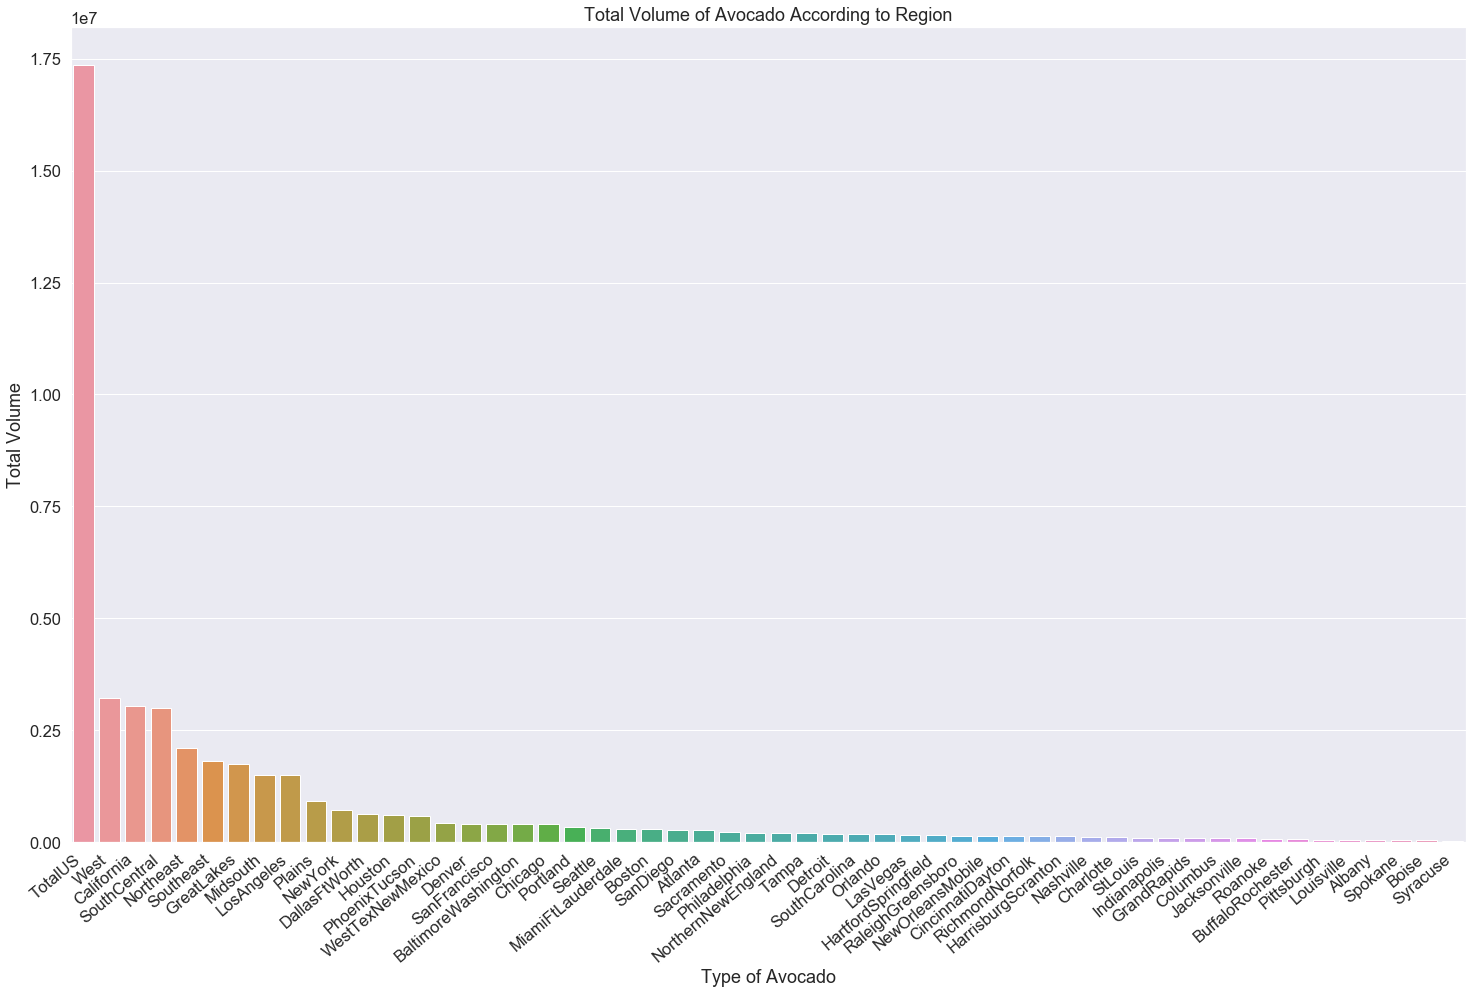 Total Volume of Avocado According to Region
1e7
1.75
1.50
1.25
1.00
0.75
0.50
0.25
0.00
Total Volume
TotalUS
West
California
SouthCentral
Northeast
Southeast
GreatLakes
Midsouth
LosAngeles
Plains
NewYork
DallasFtWorth
Houston
PhoenixTucson
WestTexNewMexico
Denver
SanFrancisco
BaltimoreWashington
Chicago
Portland
Seattle
MiamiFtLauderdale
Boston
SanDiego
Atlanta
Sacramento
Philadelphia
NorthernNewEngland
Tampa
Detroit
SouthCarolina
Orlando
LasVegas
HartfordSpringfield
RaleighGreensboro
NewOrleansMobile
CincinnatiDayton
RichmondNorfolk
HarrisburgScranton
Nashville
Charlotte
StLouis
Indianapolis
GrandRapids
Columbus
Jacksonville
Roanoke
BuffaloRochester
Pittsburgh
Louisville
Albany
Spokane
Boise
Syracuse
Type of Avocado